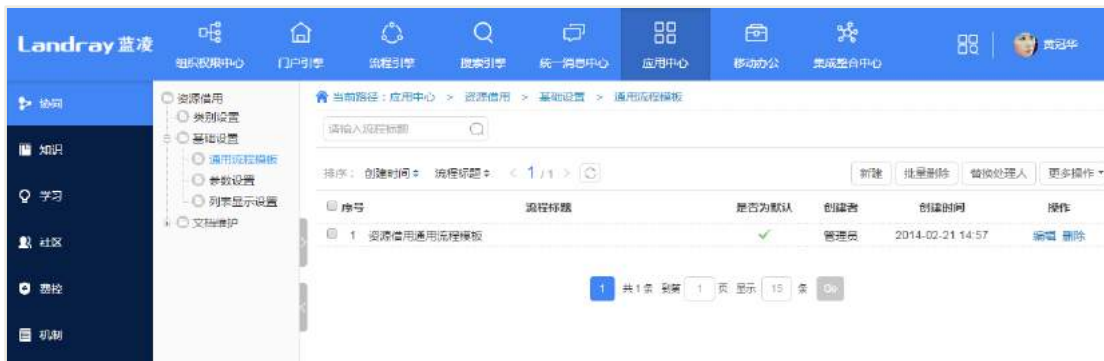 Landray 蓝凌
组织权限中心 门户引擎 流程引擎 搜索引擎 统一消息中心 应用中心 移动办公 集成整合中心 黄冠华
协同
知识
学习
社区
费控
机制
资源借用
类别设置
基础设置
通用流程模板
参数设置
列表显示设置
文档维护
当前路径：应用中心 > 资源借用 > 基础设置 > 通用流程模板
请输入流程标题
排序： 创建时间 流程标题 < 1 / 1 > 新建 批量删除 替换处理人 更多操作
序号 流程标题 是否为默认 创建者 创建时间 操作
1 资源借用通用流程模板 管理员 2014-02-21 14:57 编辑 删除
1 共 1 条 到第 1 页 显示 15 条 Go